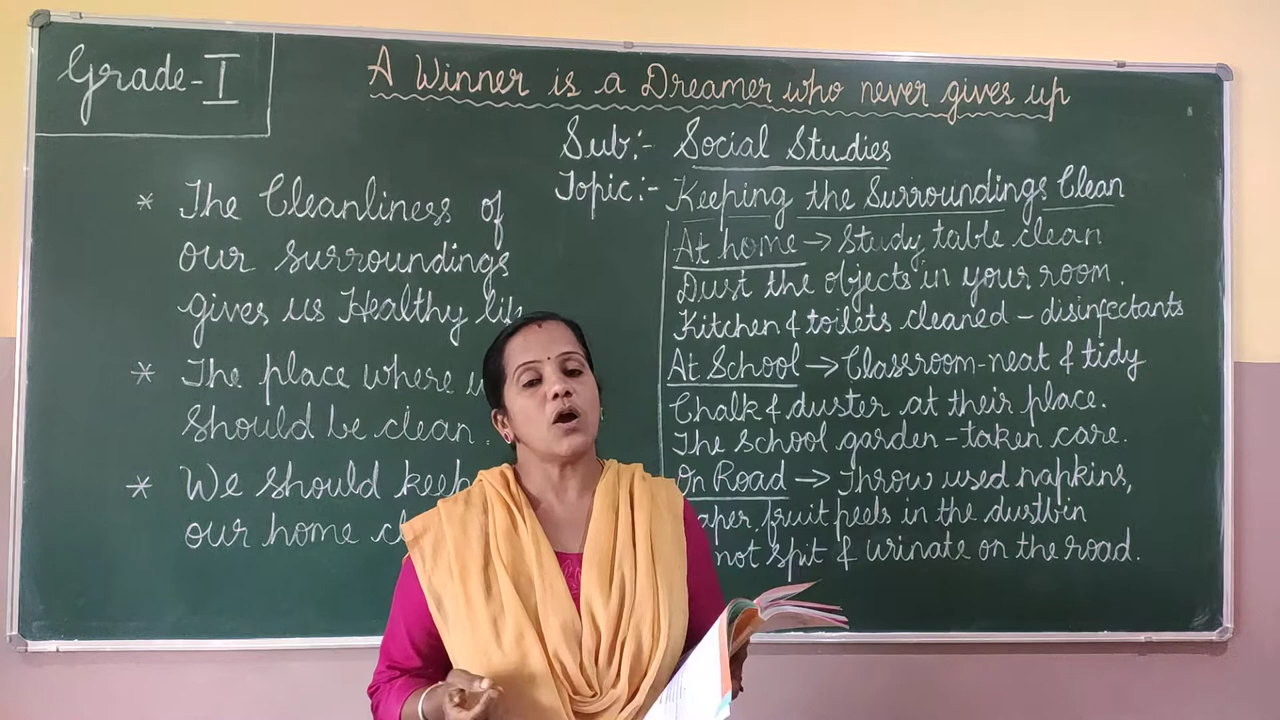 Grade-I
A Winner is a Dreamer who never gives up
Sub:- Social Studies
Topic:- Keeping the Surroundings Clean
* The Cleanliness of
our surroundings
gives us Healthy
* The place where
should be clean.
* We should keep
our home
At home → Study table clean
Dust the objects in your room.
Kitchen & toilets cleaned - disinfectants
At School → Classroom-neat & tidy
Chalk & duster at their place.
The school garden - taken care.
On Road → Throw used napkins,
fruit peels in the dustbin
not spit & urinate on the road.